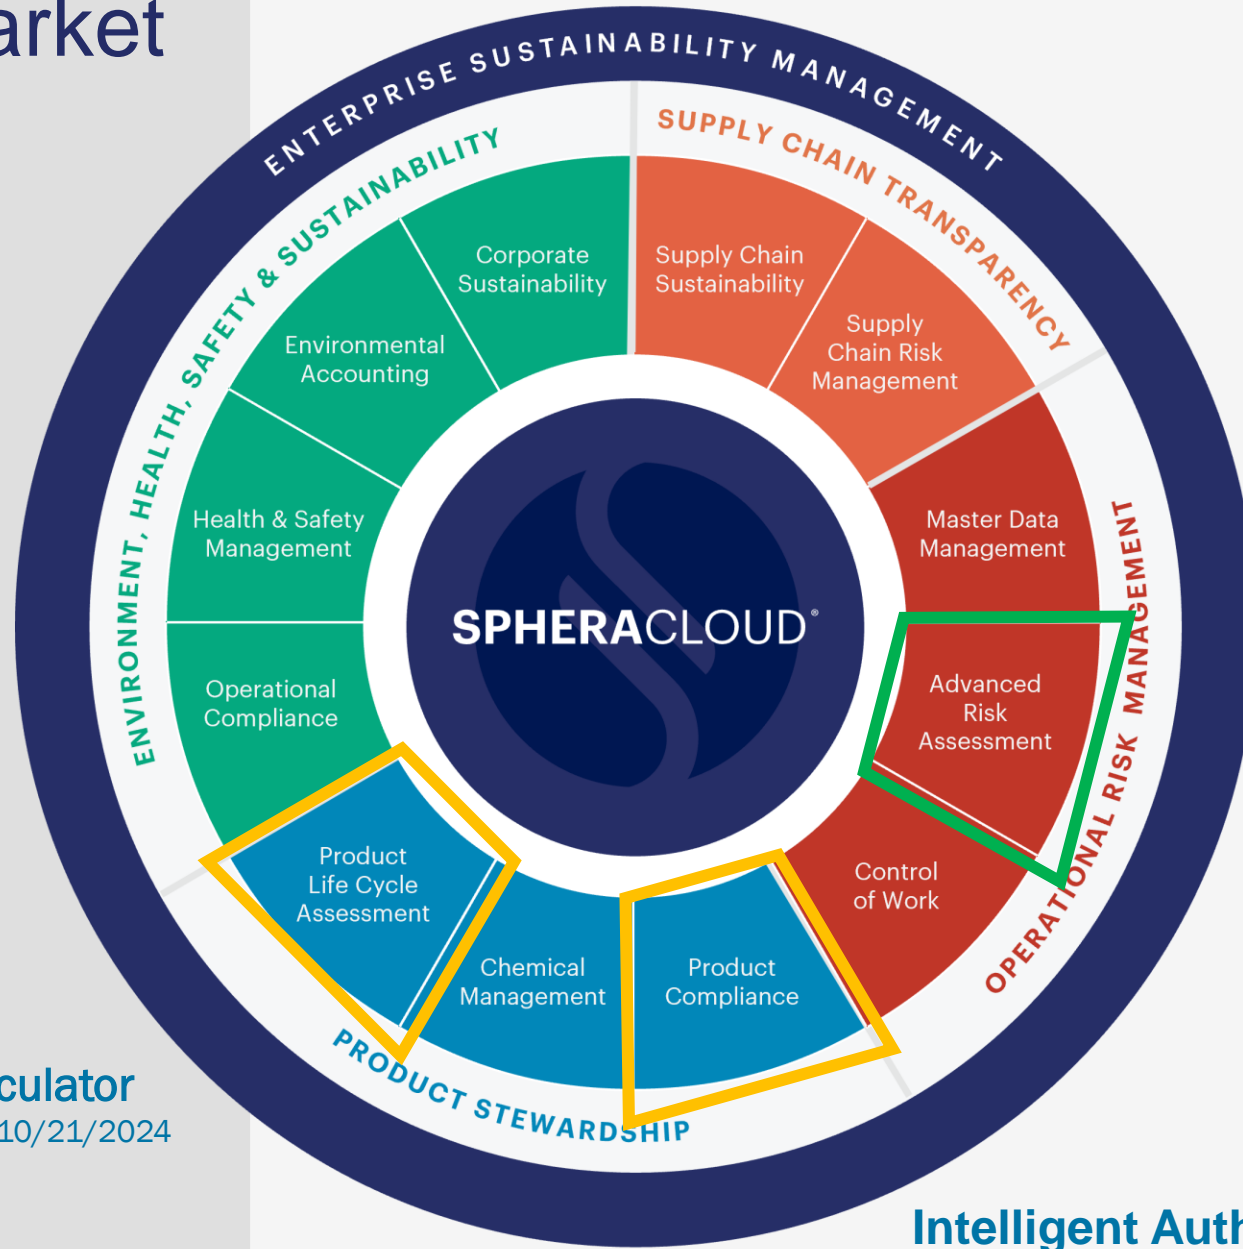 arket
ENTERPRISE SUSTAINABILITY MANAGEMENT
ENVIRONMENT, HEALTH, SAFETY & SUSTAINABILITY
SUPPLY CHAIN TRANSPARENCY
Corporate
Sustainability
Supply Chain
Sustainability
Environmental
Accounting
Supply
Chain Risk
Management
Health & Safety
Management
Master Data
Management
OPERATIONAL RISK MANAGEMENT
SPHERACLOUD®
Operational
Compliance
Advanced
Risk
Assessment
Product
Life Cycle
Assessment
Control
of Work
Chemical
Management
Product
Compliance
PRODUCT STEWARDSHIP
culator
10/21/2024
Intelligent Auth